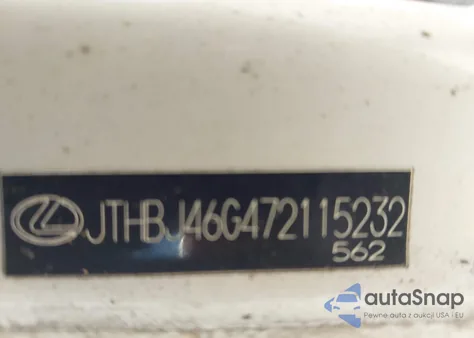 JTHBJ46G472115232
562
autaSnap
Pewne auta z aukcji USA i EU